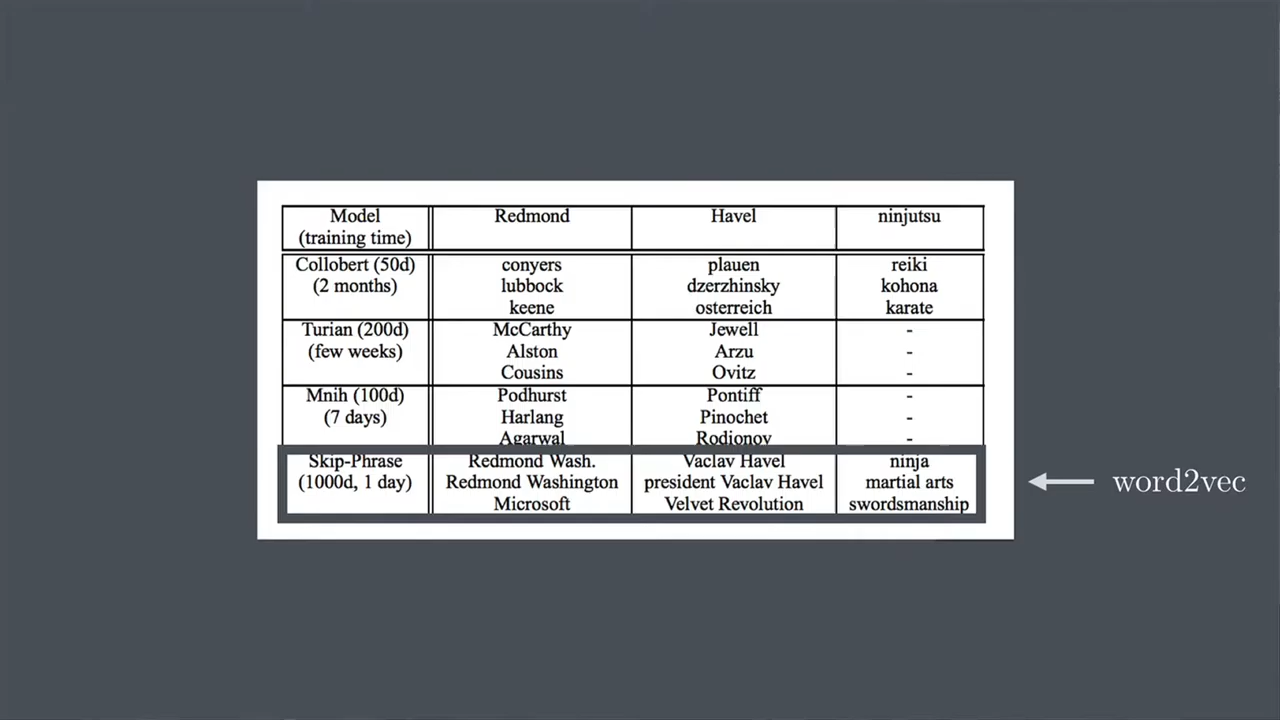 Model Redmond Havel ninjutsu
(training time)
Collobert (50d) conyers plauen reiki
(2 months) lubbock dzerzhinsky kohona
keene osterreich karate
Turian (200d) McCarthy Jewell -
(few weeks) Alston Arzu -
Cousins Ovitz -
Mnih (100d) Podhurst Pontiff -
(7 days) Harlang Pinochet -
Agarwal Rodionov -
Skip-Phrase Redmond Wash. Vaclav Havel ninja
(1000d, 1 day) Redmond Washington president Vaclav Havel martial arts
Microsoft Velvet Revolution swordsmanship
word2vec